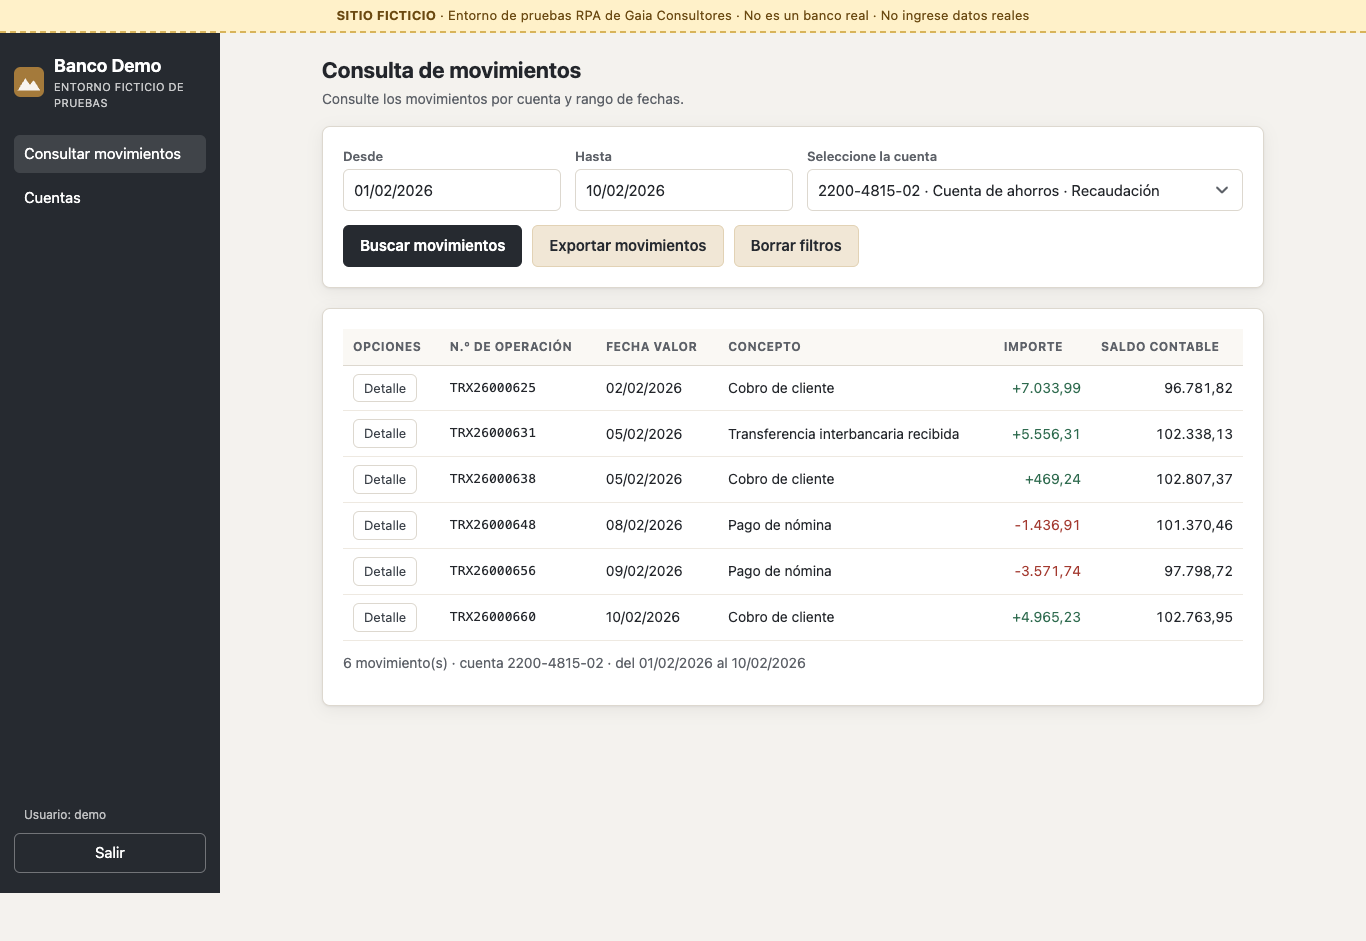 SITIO FICTICIO · Entorno de pruebas RPA de Gaia Consultores · No es un banco real · No ingrese datos reales
Banco Demo
ENTORNO FICTICIO DE
PRUEBAS
Consultar movimientos
Cuentas
Usuario: demo
Salir
Consulta de movimientos
Consulte los movimientos por cuenta y rango de fechas.
Desde Hasta Seleccione la cuenta
01/02/2026 10/02/2026 2200-4815-02 · Cuenta de ahorros · Recaudación
Buscar movimientos Exportar movimientos Borrar filtros
OPCIONES N.º DE OPERACIÓN FECHA VALOR CONCEPTO IMPORTE SALDO CONTABLE
Detalle TRX26000625 02/02/2026 Cobro de cliente +7.033,99 96.781,82
Detalle TRX26000631 05/02/2026 Transferencia interbancaria recibida +5.556,31 102.338,13
Detalle TRX26000638 05/02/2026 Cobro de cliente +469,24 102.807,37
Detalle TRX26000648 08/02/2026 Pago de nómina -1.436,91 101.370,46
Detalle TRX26000656 09/02/2026 Pago de nómina -3.571,74 97.798,72
Detalle TRX26000660 10/02/2026 Cobro de cliente +4.965,23 102.763,95
6 movimiento(s) · cuenta 2200-4815-02 · del 01/02/2026 al 10/02/2026